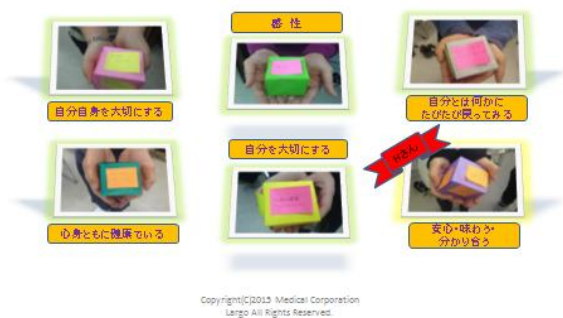 感 性
自分自身を大切にする
自分とは何かに
たびたび戻ってみる
自分を大切にする
Hさん
心身ともに健康でいる
安心・味わう・
分かり合う
Copyright(C)2015 Medical Corporation
Largo All Rights Reserved.